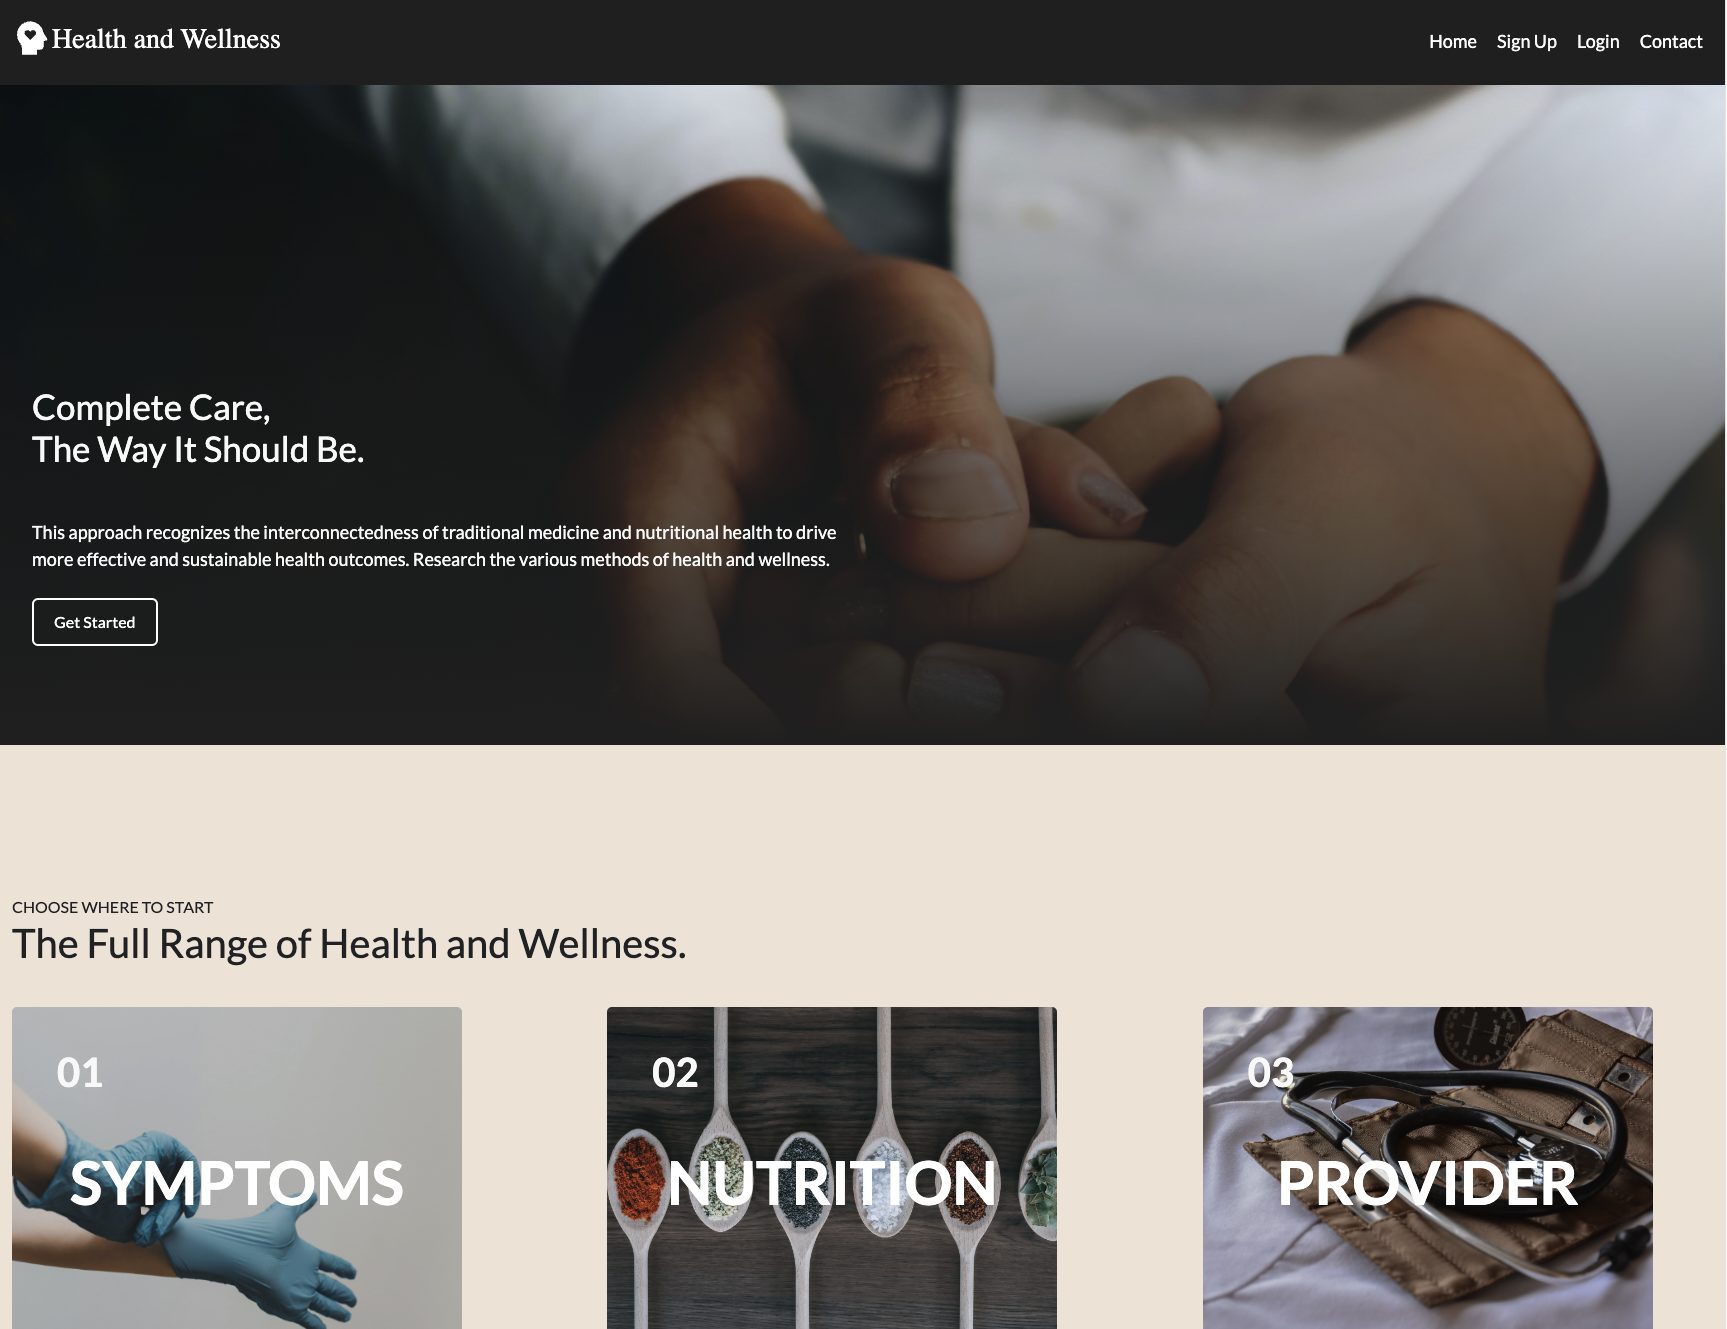 Health and Wellness
Home Sign Up Login Contact
Complete Care,
The Way It Should Be.
This approach recognizes the interconnectedness of traditional medicine and nutritional health to drive
more effective and sustainable health outcomes. Research the various methods of health and wellness.
Get Started
CHOOSE WHERE TO START
The Full Range of Health and Wellness.
01
SYMPTOMS
02
NUTRITION
03
PROVIDER